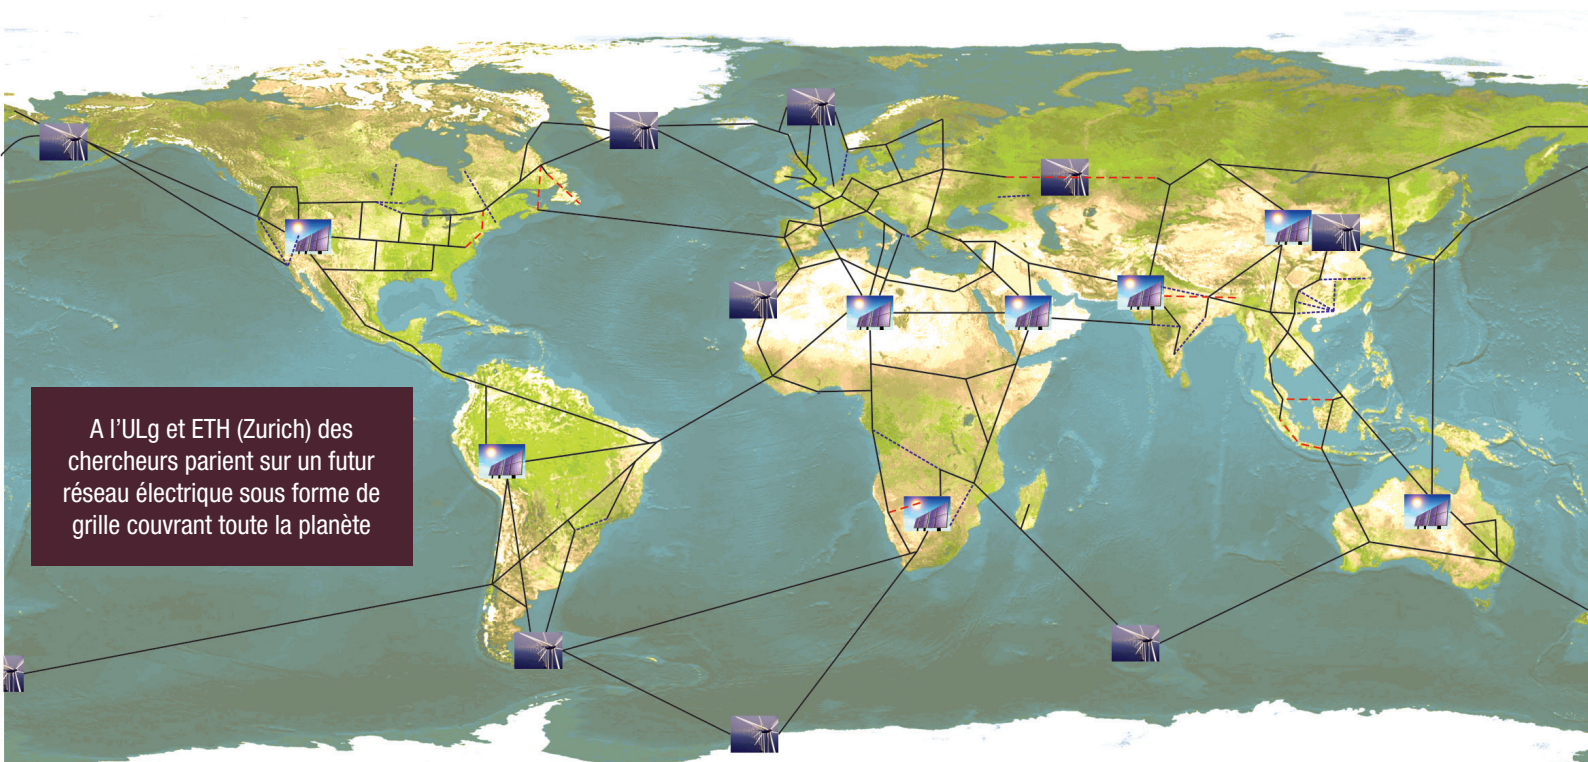 A l'ULg et ETH (Zurich) des
chercheurs parient sur un futur
réseau électrique sous forme de
grille couvrant toute la planète